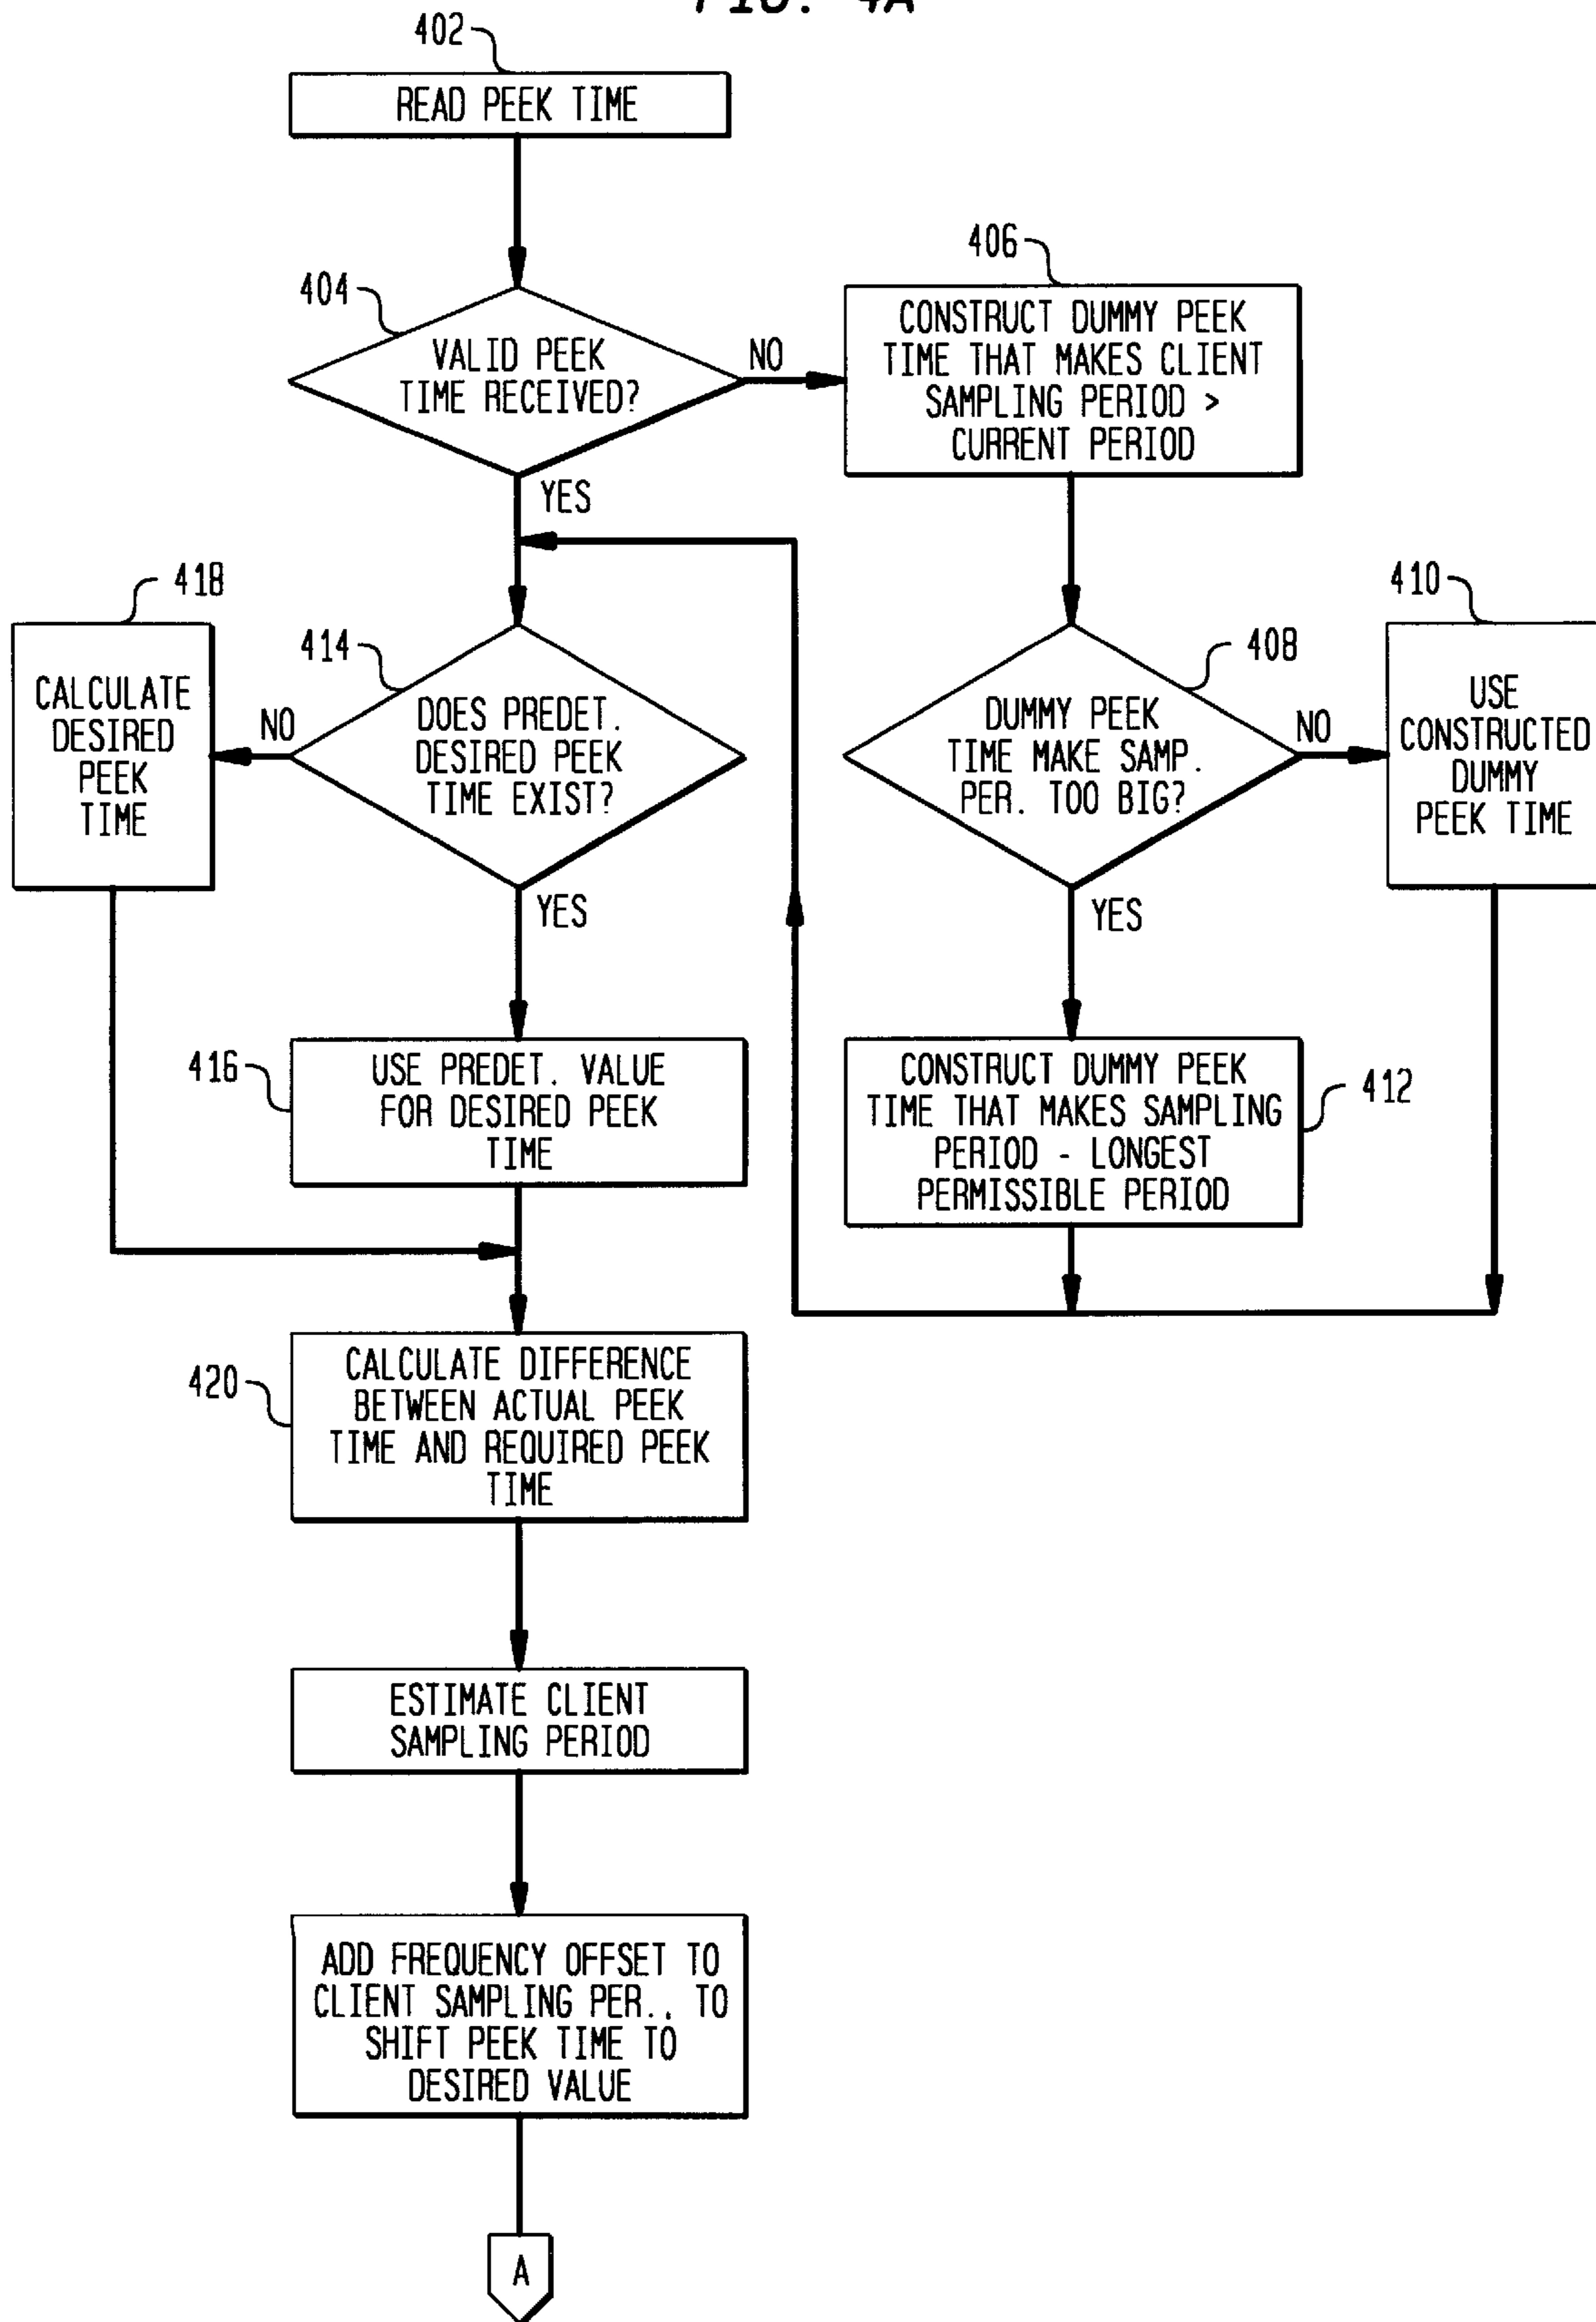 FIG. 4A
402
READ PEEK TIME
404
VALID PEEK
TIME RECEIVED?
NO
YES
406
CONSTRUCT DUMMY PEEK
TIME THAT MAKES CLIENT
SAMPLING PERIOD >
CURRENT PERIOD
418
CALCULATE
DESIRED
PEEK
TIME
NO
414
DOES PREDET.
DESIRED PEEK
TIME EXIST?
YES
408
DUMMY PEEK
TIME MAKE SAMP.
PER. TOO BIG?
NO
YES
410
USE
CONSTRUCTED
DUMMY
PEEK TIME
416
USE PREDET. VALUE
FOR DESIRED PEEK
TIME
CONSTRUCT DUMMY PEEK
TIME THAT MAKES SAMPLING
PERIOD - LONGEST
PERMISSIBLE PERIOD
412
420
CALCULATE DIFFERENCE
BETWEEN ACTUAL PEEK
TIME AND REQUIRED PEEK
TIME
ESTIMATE CLIENT
SAMPLING PERIOD
ADD FREQUENCY OFFSET TO
CLIENT SAMPLING PER., TO
SHIFT PEEK TIME TO
DESIRED VALUE
A